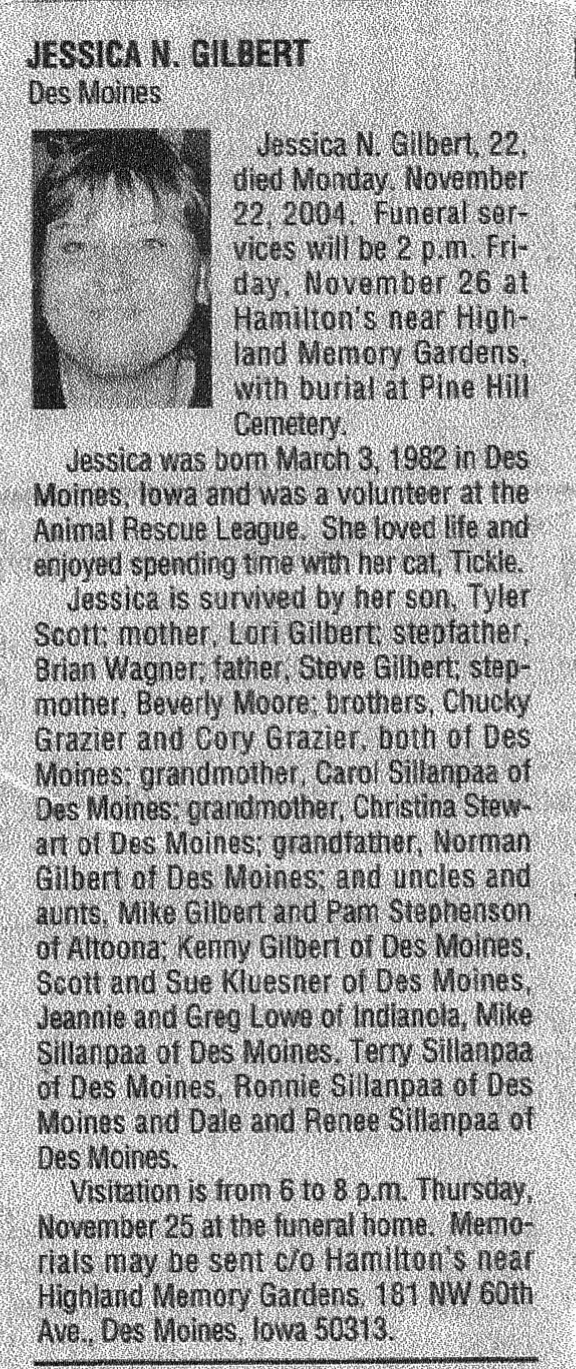 JESSICA N. GILBERT
Des Moines
Jessica N. Gilbert, 22,
died Monday, November
22, 2004. Funeral ser-
vices will be 2 p.m. Fri-
day, November 26 at
Hamilton's near High-
land Memory Gardens,
with burial at Pine Hill
Cemetery.
Jessica was born March 3, 1982 in Des
Moines, Iowa and was a volunteer at the
Animal Rescue League. She loved life and
enjoyed spending time with her cat, Tickle.
Jessica is survived by her son, Tyler
Scott; mother, Lori Gilbert; stepfather,
Brian Wagner; father, Steve Gilbert; step-
mother, Beverly Moore; brothers, Chucky
Grazier and Cory Grazier, both of Des
Moines; grandmother, Carol Sillanpaa of
Des Moines; grandmother, Christina Stew-
art of Des Moines; grandfather, Norman
Gilbert of Des Moines; and uncles and
aunts, Mike Gilbert and Pam Stephenson
of Altoona; Kenny Gilbert of Des Moines,
Scott and Sue Kluesner of Des Moines,
Jeannie and Greg Lowe of Indianola, Mike
Sillanpaa of Des Moines, Terry Sillanpaa
of Des Moines, Ronnie Sillanpaa of Des
Moines and Dale and Renee Sillanpaa of
Des Moines.
Visitation is from 6 to 8 p.m. Thursday,
November 25 at the funeral home. Memo-
rials may be sent c/o Hamilton's near
Highland Memory Gardens, 181 NW 60th
Ave., Des Moines, Iowa 50313.